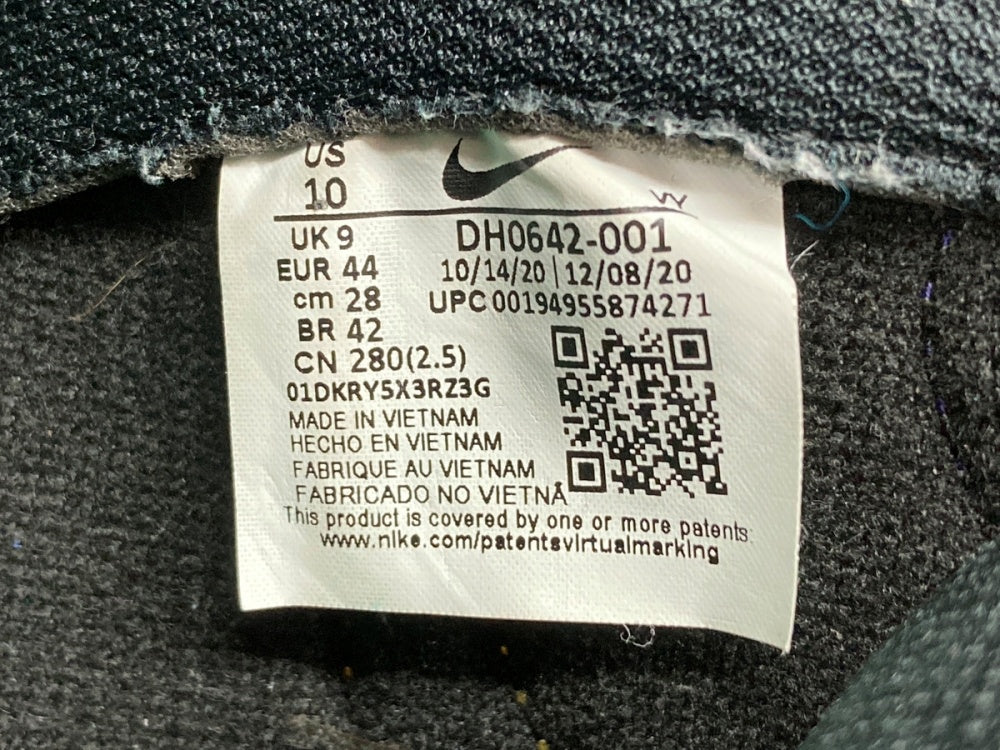 US
10
VY
UK 9
EUR 44
cm 28
BR 42
CN 280(2.5)
01DKRY5X3RZ3G
DH0642-001
10/14/20 | 12/08/20
UPC 00194955874271
MADE IN VIETNAM
HECHO EN VIETNAM
FABRIQUE AU VIETNAM
FABRICADO NO VIETNÃ
This product is covered by one or more patents:
www.nike.com/patentsvirtualmarking